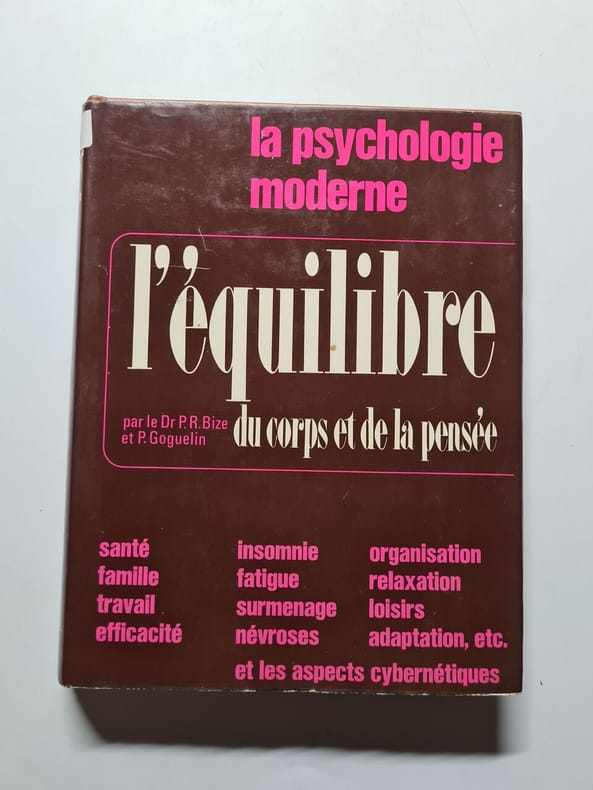 la psychologie
moderne
l'équilibre
par le Dr P.R.Bize
et P. Goguelin
du corps et de la pensée
santé
famille
travail
efficacité
insomnie
fatigue
surmenage
névroses
organisation
relaxation
loisirs
adaptation, etc.
et les aspects cybernétiques